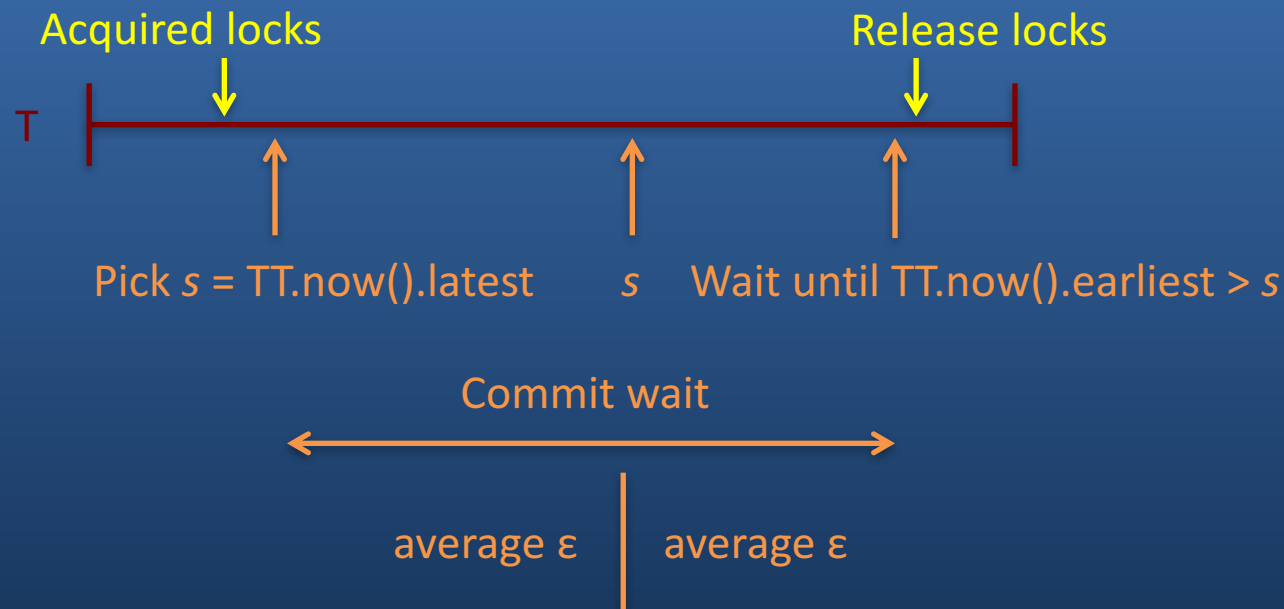 Acquired locks
Release locks
T
Pick s = TT.now().latest
s
Wait until TT.now().earliest > s
Commit wait
average ε
average ε